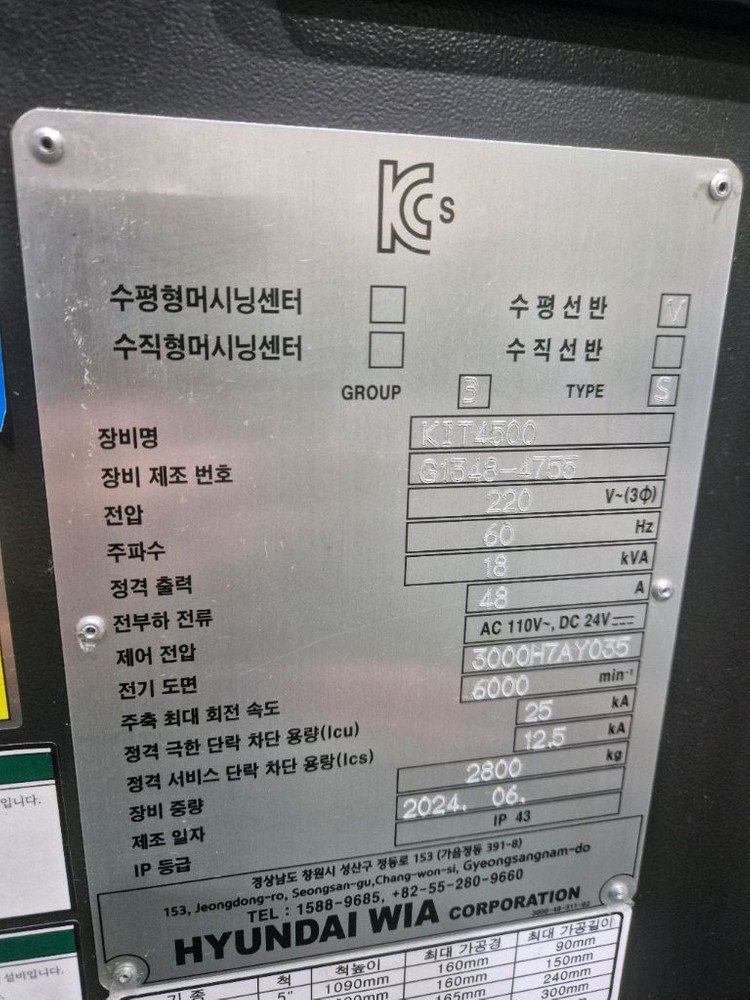 KCs
수평형머시닝센터 수평선반 V
수직형머시닝센터 수직선반
GROUP 3 TYPE S
장비명 KIT4500
장비 제조 번호 G1348-4755
전압 220 V~(3Φ)
주파수 60 Hz
정격 출력 18 kVA
전부하 전류 48 A
제어 전압 AC 110V~, DC 24V
전기 도면 3000H7AY035
주축 최대 회전 속도 6000 min⁻¹
정격 극한 단락 차단 용량(Icu) 25 kA
정격 서비스 단락 차단 용량(Ics) 12.5 kA
장비 중량 2800 kg
제조 일자 2024. 06.
IP 등급 IP 43
경상남도 창원시 성산구 정동로 153 (가음정동 391-8)
153, Jeongdong-ro, Seongsan-gu,Chang-won-si, Gyeongsangnam-do
TEL : 1588-9685, +82-55-280-9660
HYUNDAI WIA CORPORATION
기 종 척 척높이 최대 가공경 최대 가공길이
5" 1090mm 160mm 90mm
160mm 150mm
165mm 240mm
300mm
입니다.
설비입니다.